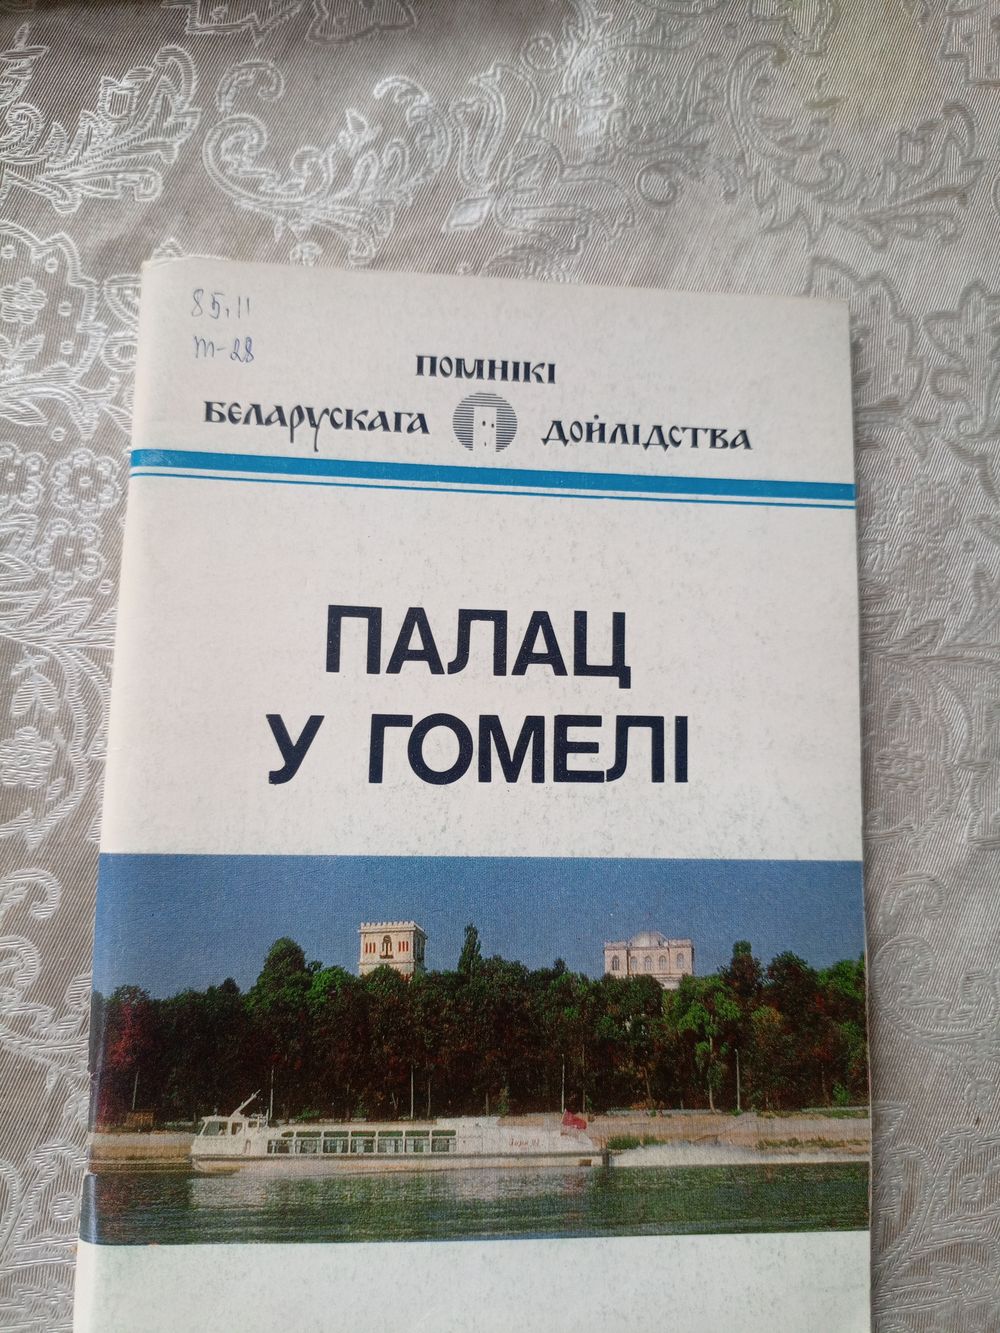 85.11
т-28
ПОМНІКІ
БЕЛАРУСКАГА ДОЙЛІДСТВА
ПАЛАЦ
У ГОМЕЛІ